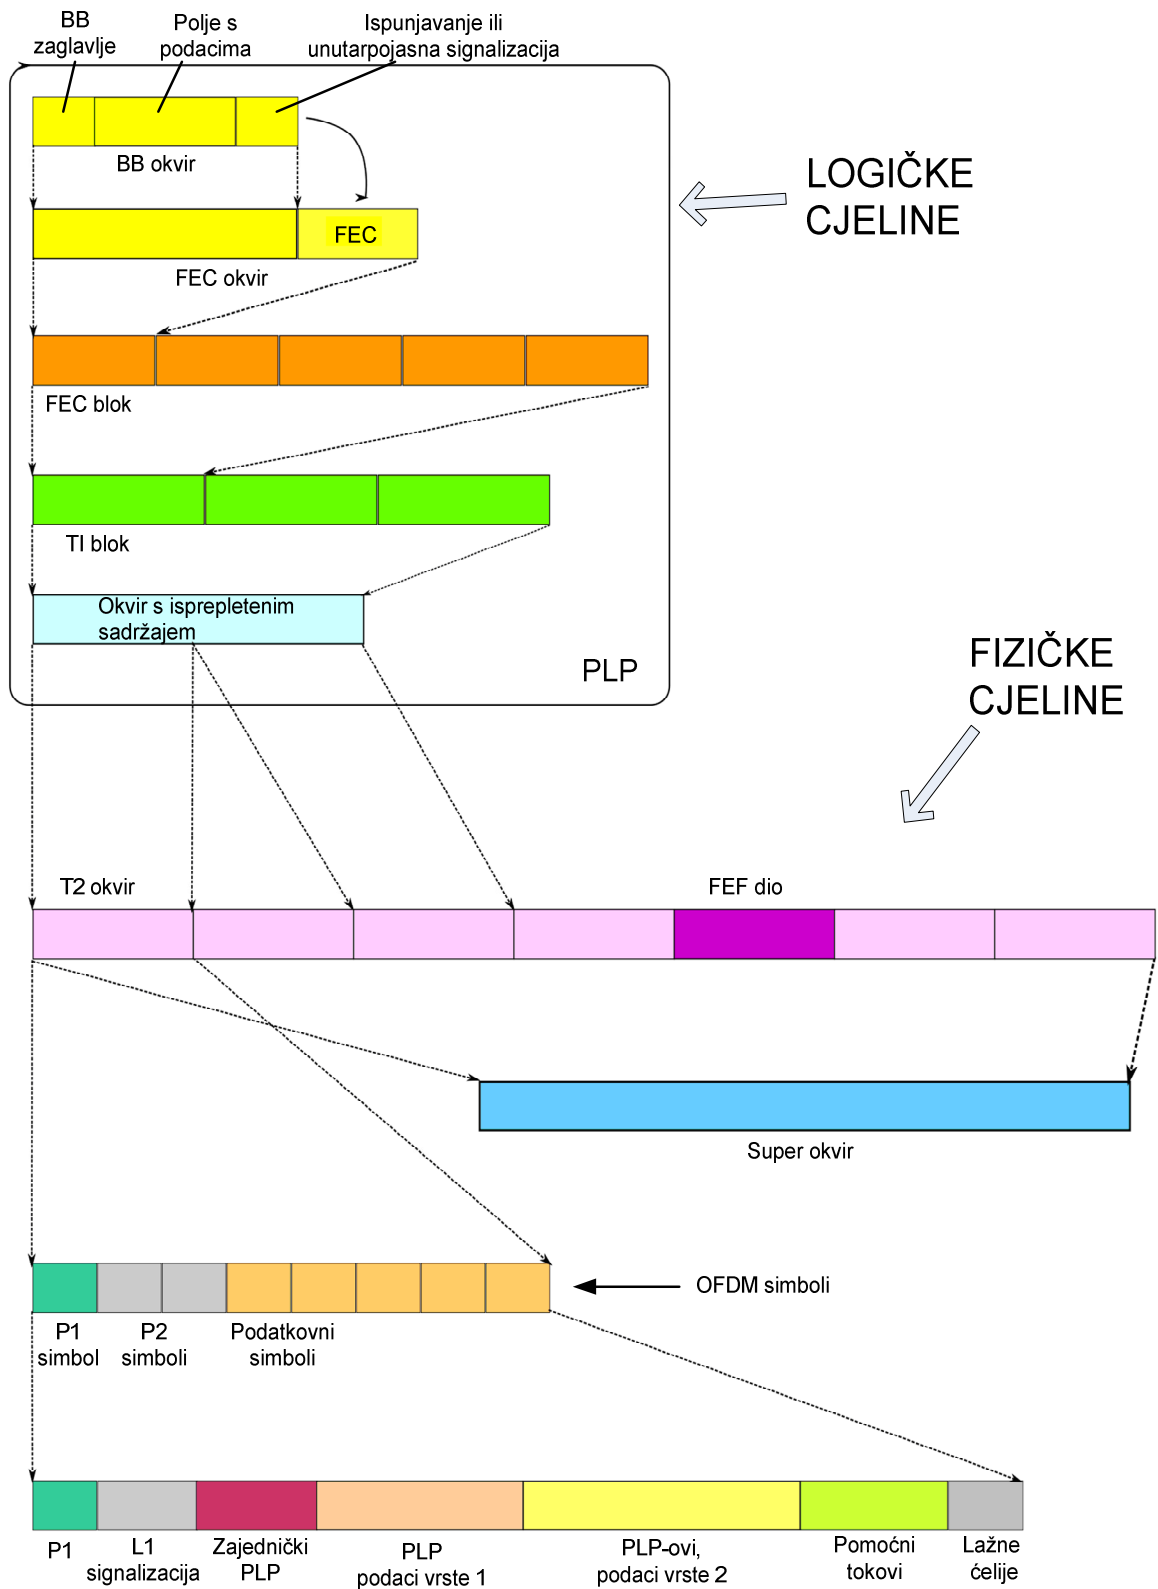 BB
zaglavlje
Polje s
podacima
Ispunjavanje ili
unutarpojasna signalizacija
BB okvir
LOGIČKE
CJELINE
FEC
FEC okvir
FEC blok
TI blok
Okvir s isprepletenim
sadržajem
PLP
FIZIČKE
CJELINE
T2 okvir
FEF dio
Super okvir
OFDM simboli
P1
simbol
P2
simboli
Podatkovni
simboli
P1
L1
signalizacija
Zajednički
PLP
PLP
podaci vrste 1
PLP-ovi,
podaci vrste 2
Pomoćni
tokovi
Lažne
ćelije